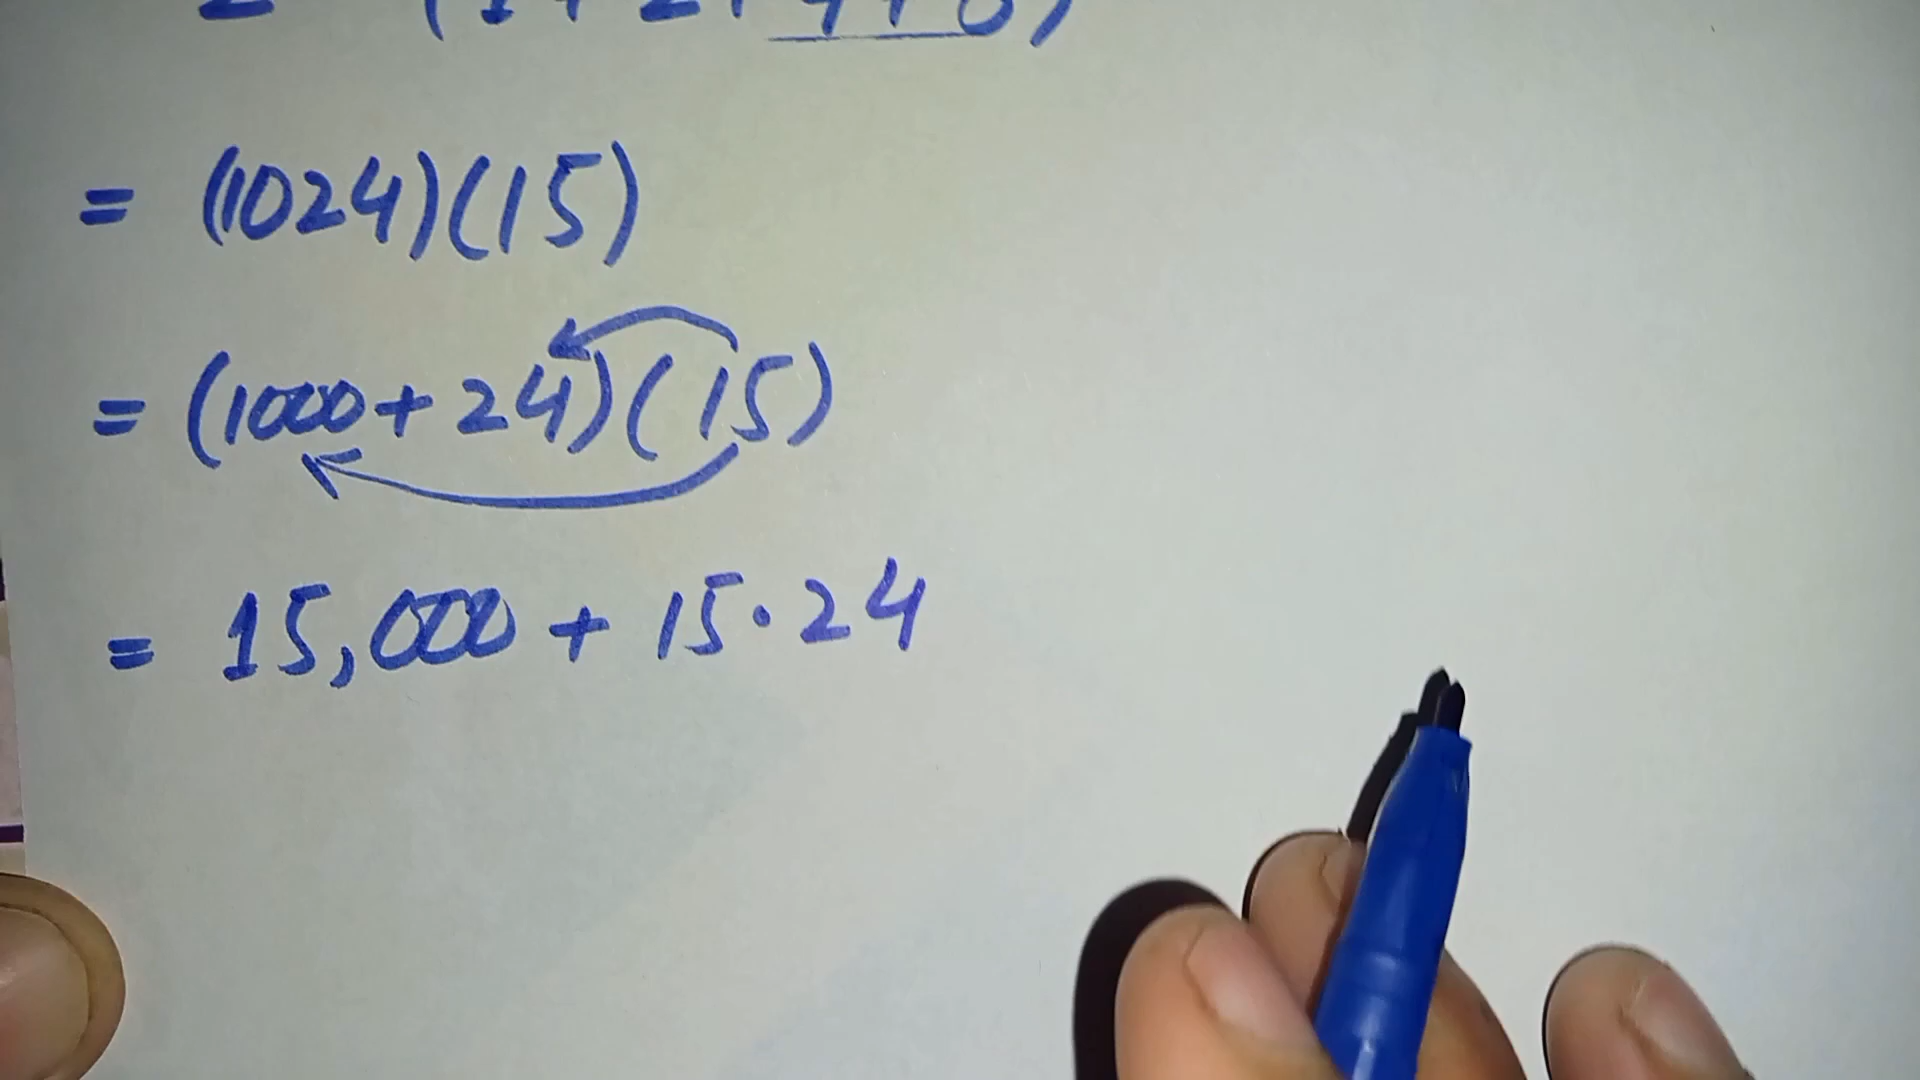 = (1024)(15)
= (1000+24)(15)
= 15,000 + 15·24